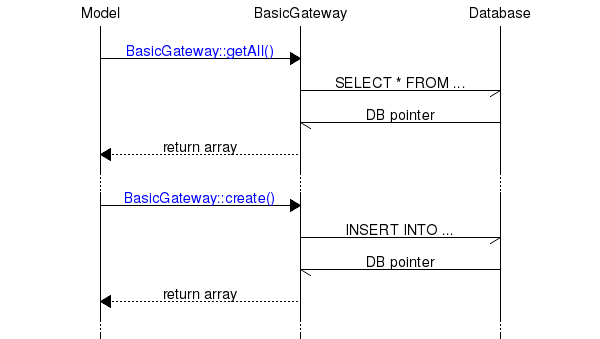 Model
BasicGateway
Database
BasicGateway::getAll()
SELECT * FROM ...
DB pointer
return array
BasicGateway::create()
INSERT INTO ...
DB pointer
return array